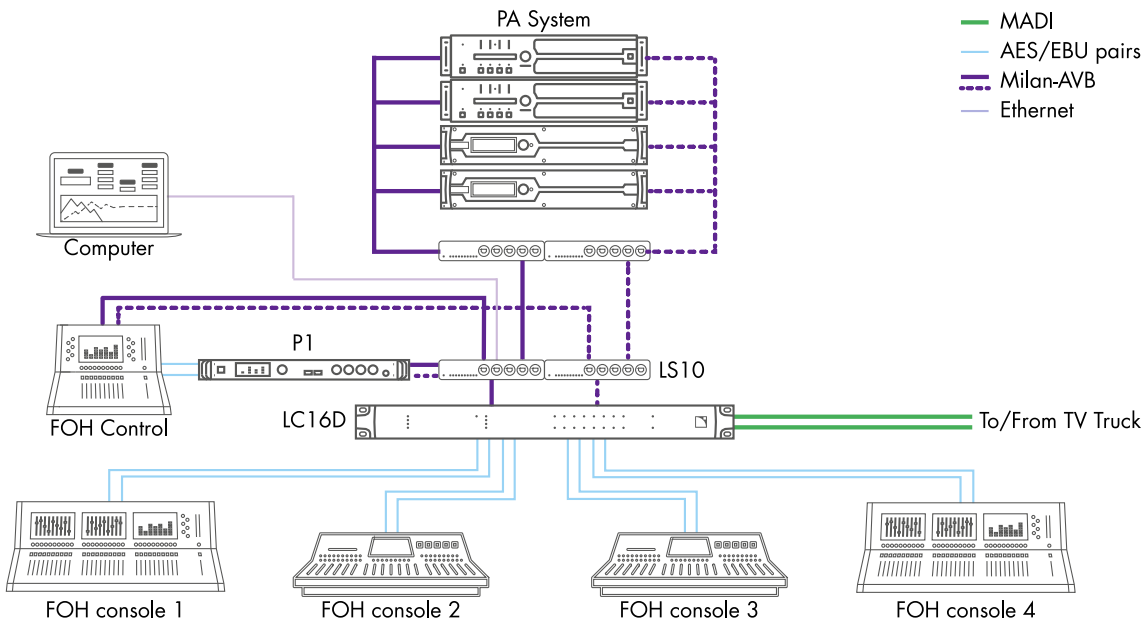 PA System
MADI
AES/EBU pairs
Milan-AVB
Ethernet
Computer
P1
LS10
FOH Control
LC16D
To/From TV Truck
FOH console 1
FOH console 2
FOH console 3
FOH console 4